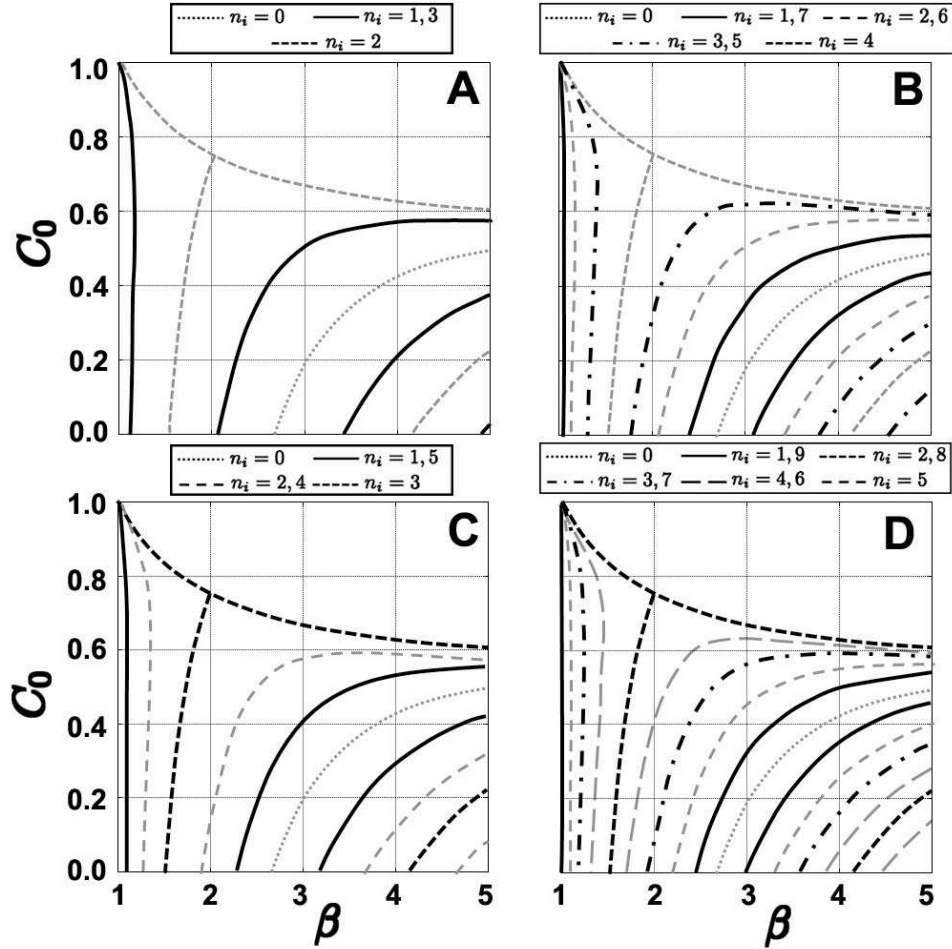 n_i = 0   n_i = 1, 3
n_i = 2
n_i = 0   n_i = 1, 7   n_i = 2, 6
n_i = 3, 5   n_i = 4
A
1.0
0.8
0.6
0.4
0.2
0.0
C_0
B
n_i = 0   n_i = 1, 5
n_i = 2, 4   n_i = 3
n_i = 0   n_i = 1, 9   n_i = 2, 8
n_i = 3, 7   n_i = 4, 6   n_i = 5
C
1.0
0.8
0.6
0.4
0.2
0.0
C_0
D
1 2 3 4 5
β
1 2 3 4 5
β